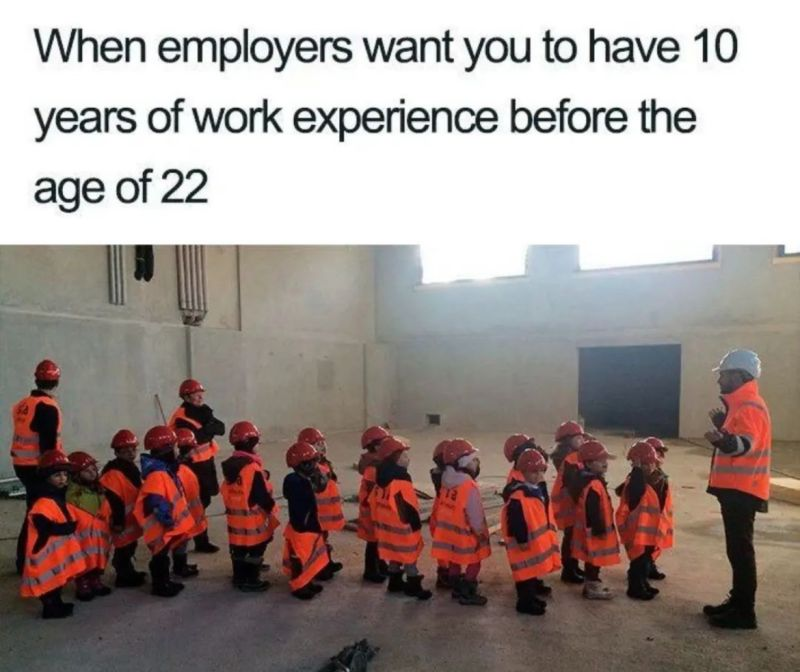 When employers want you to have 10
years of work experience before the
age of 22